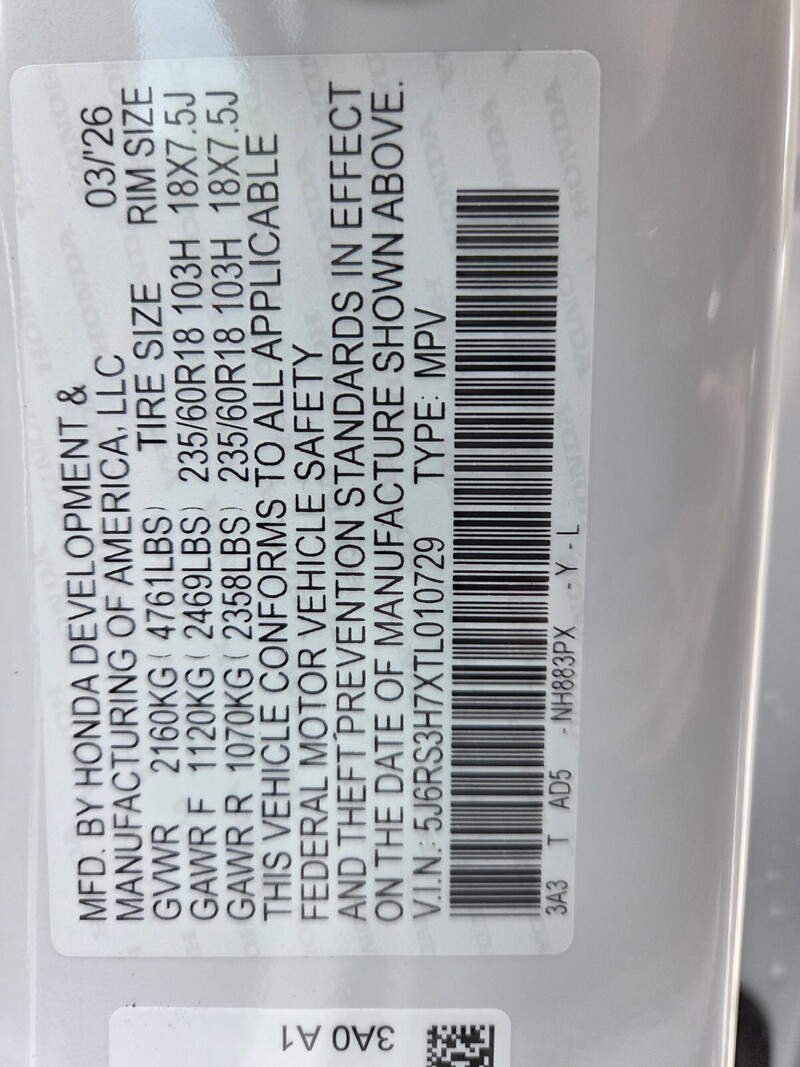 MFD. BY HONDA DEVELOPMENT &
MANUFACTURING OF AMERICA, LLC 03/'26
TIRE SIZE RIM SIZE
GVWR 2160KG ( 4761LBS)
GAWR F 1120KG ( 2469LBS) 235/60R18 103H 18X7.5J
GAWR R 1070KG ( 2358LBS) 235/60R18 103H 18X7.5J
THIS VEHICLE CONFORMS TO ALL APPLICABLE
FEDERAL MOTOR VEHICLE SAFETY
AND THEFT PREVENTION STANDARDS IN EFFECT
ON THE DATE OF MANUFACTURE SHOWN ABOVE.
V.I.N.: 5J6RS3H7XTL010729 TYPE: MPV
3A3 T AD5 - NH883PX - Y - L
3A0 A1